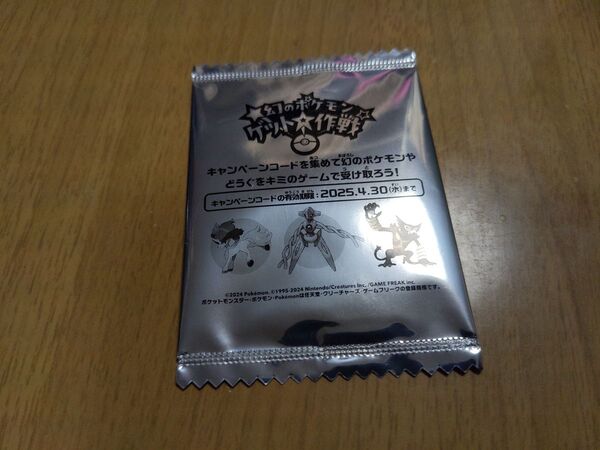 幻のポケモン
ゲット★作戦
キャンペーンコードを集めて幻のポケモンや
どうぐをキミのゲームで受け取ろう!
キャンペーンコードの有効期限:2025.4.30(水)まで
©2024 Pokémon. ©1995-2024 Nintendo/Creatures Inc. /GAME FREAK inc.
ポケットモンスター・ポケモン・Pokémonは任天堂・クリーチャーズ・ゲームフリークの登録商標です。